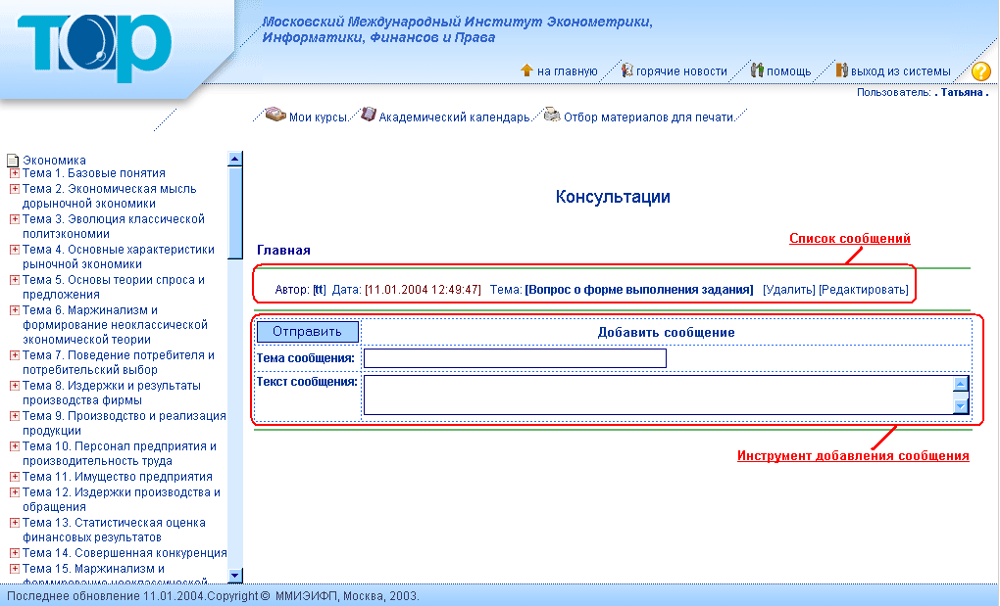 тор
Московский Международный Институт Эконометрики,
Информатики, Финансов и Права
на главную
горячие новости
помощь
выход из системы
?
Пользователь: . Татьяна .
Мои курсы.
Академический календарь.
Отбор материалов для печати.
Экономика
Тема 1. Базовые понятия
Тема 2. Экономическая мысль
дорыночной экономики
Тема 3. Эволюция классической
политэкономии
Тема 4. Основные характеристики
рыночной экономики
Тема 5. Основы теории спроса и
предложения
Тема 6. Маржинализм и
формирование неоклассической
экономической теории
Тема 7. Поведение потребителя и
потребительский выбор
Тема 8. Издержки и результаты
производства фирмы
Тема 9. Производство и реализация
продукции
Тема 10. Персонал предприятия и
производительность труда
Тема 11. Имущество предприятия
Тема 12. Издержки производства и
обращения
Тема 13. Статистическая оценка
финансовых результатов
Тема 14. Совершенная конкуренция
Тема 15. Маржинализм и
формирование неоклассической
Консультации
Список сообщений
Главная
Автор: [tt] Дата: [11.01.2004 12:49:47] Тема: [Вопрос о форме выполнения задания] [Удалить] [Редактировать]
Отправить
Добавить сообщение
Тема сообщения:
Текст сообщения:
Инструмент добавления сообщения
Последнее обновление 11.01.2004.Copyright © ММИЭИФП, Москва, 2003.